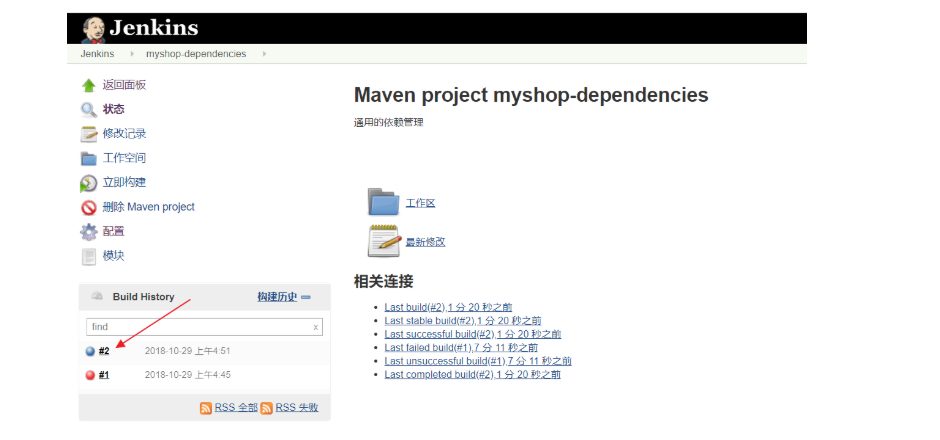 Jenkins
Jenkins myshop-dependencies
返回面板
状态
修改记录
工作空间
立即构建
删除 Maven project
配置
模块
Build History 构建历史
find x
#2 2018-10-29 上午4:51
#1 2018-10-29 上午4:45
RSS 全部 RSS 失败
Maven project myshop-dependencies
通用的依赖管理
工作区
最新修改
相关连接
Last build(#2),1 分 20 秒之前
Last stable build(#2),1 分 20 秒之前
Last successful build(#2),1 分 20 秒之前
Last failed build(#1),7 分 11 秒之前
Last unsuccessful build(#1),7 分 11 秒之前
Last completed build(#2),1 分 20 秒之前